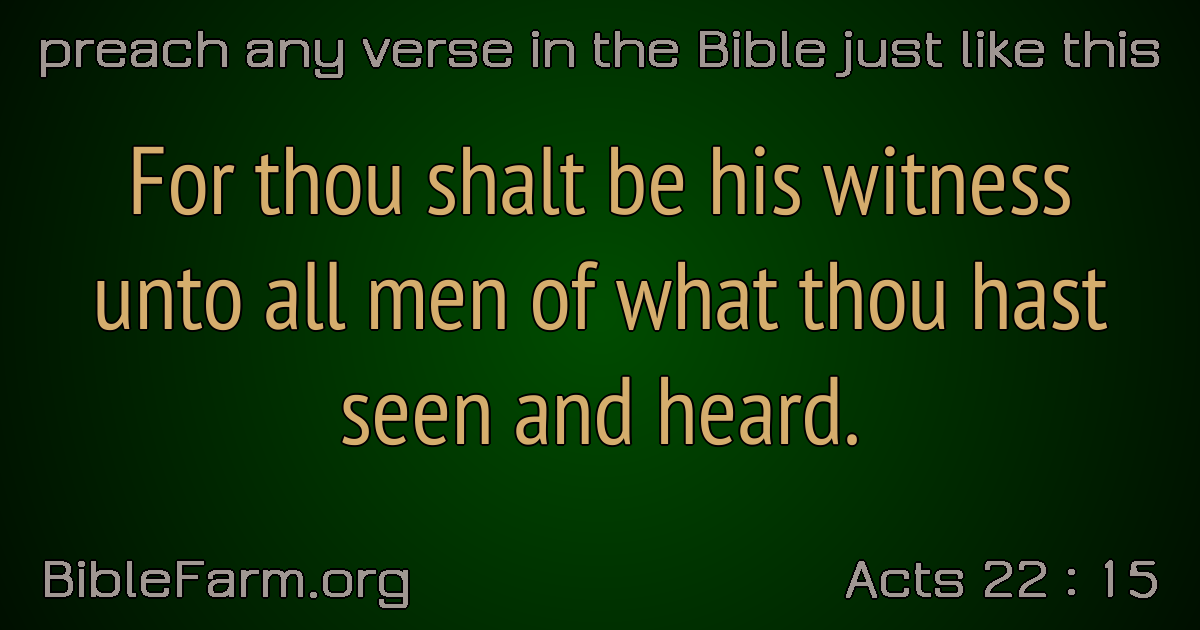 preach any verse in the Bible just like this
For thou shalt be his witness
unto all men of what thou hast
seen and heard.
BibleFarm.org
Acts 22 : 15